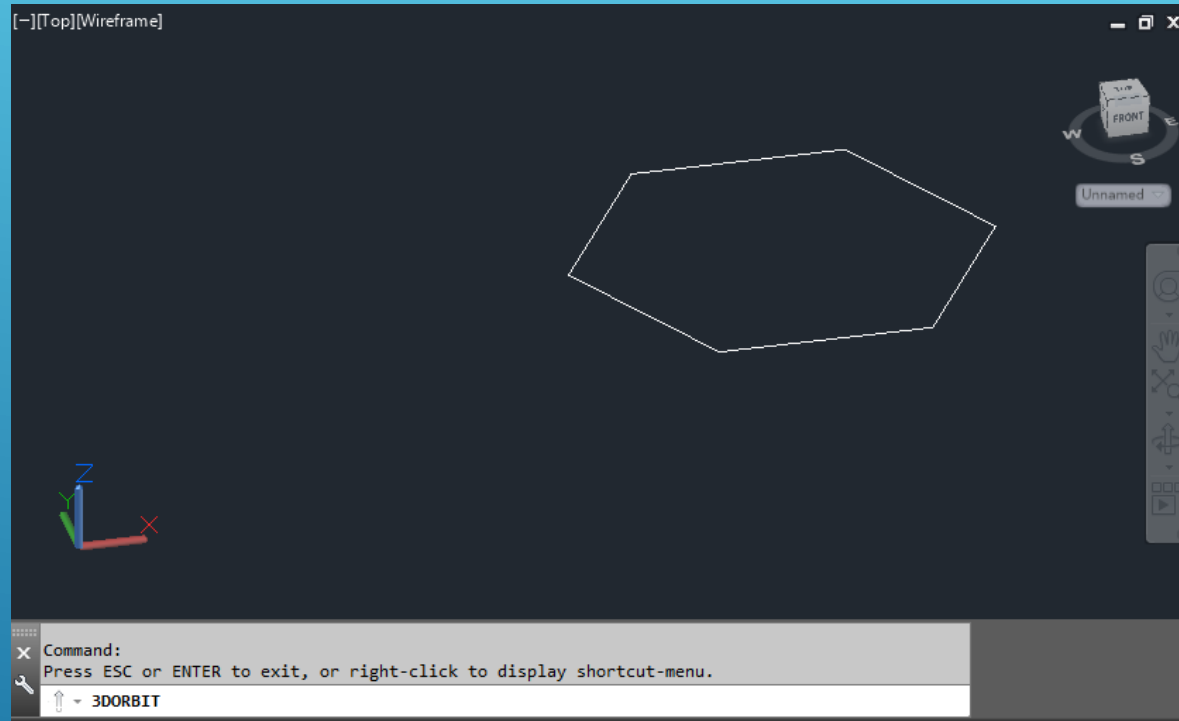 [−][Top][Wireframe]
TOP
FRONT
W
E
S
Unnamed
Z
Y
X
Command:
Press ESC or ENTER to exit, or right-click to display shortcut-menu.
3DORBIT